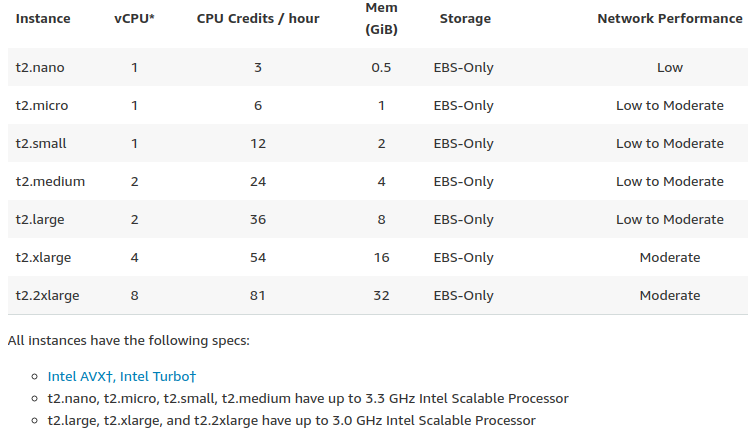 Instance vCPU* CPU Credits / hour Mem (GiB) Storage Network Performance
t2.nano 1 3 0.5 EBS-Only Low
t2.micro 1 6 1 EBS-Only Low to Moderate
t2.small 1 12 2 EBS-Only Low to Moderate
t2.medium 2 24 4 EBS-Only Low to Moderate
t2.large 2 36 8 EBS-Only Low to Moderate
t2.xlarge 4 54 16 EBS-Only Moderate
t2.2xlarge 8 81 32 EBS-Only Moderate
All instances have the following specs:
Intel AVX†, Intel Turbo†
t2.nano, t2.micro, t2.small, t2.medium have up to 3.3 GHz Intel Scalable Processor
t2.large, t2.xlarge, and t2.2xlarge have up to 3.0 GHz Intel Scalable Processor